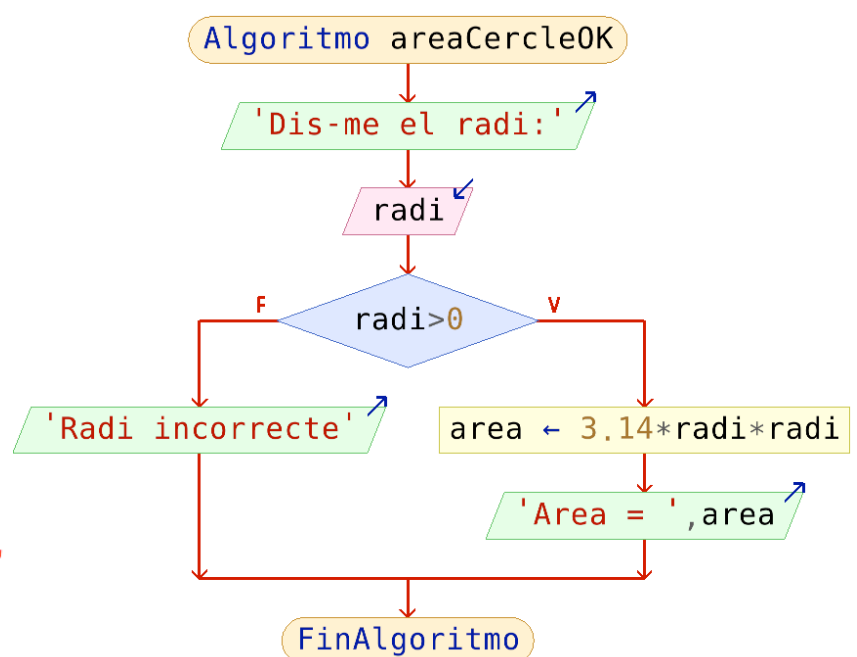 Algoritmo areaCercleOK
'Dis-me el radi:'
radi
F
radi>0
V
'Radi incorrecte'
area ← 3.14*radi*radi
'Area = ',area
FinAlgoritmo